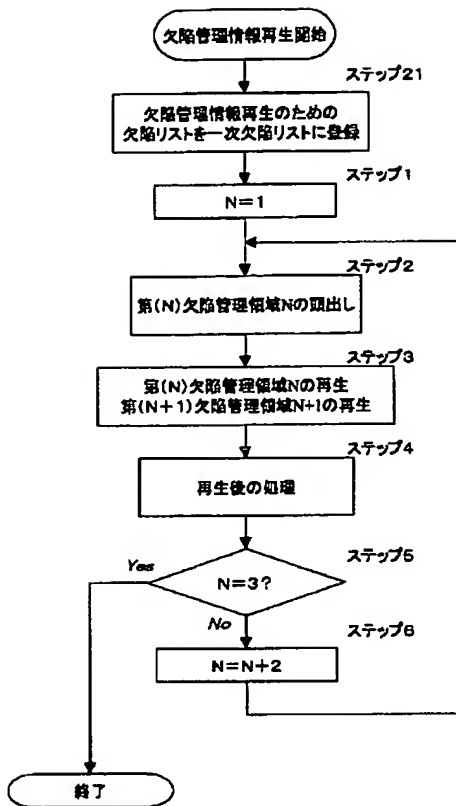 欠陥管理情報再生開始
ステップ21
欠陥管理情報再生のための
欠陥リストを一次欠陥リストに登録
ステップ1
N=1
ステップ2
第(N)欠陥管理領域Nの頭出し
ステップ3
第(N)欠陥管理領域Nの再生
第(N+1)欠陥管理領域N+1の再生
ステップ4
再生後の処理
ステップ5
Yes
N=3?
No
ステップ6
N=N+2
終了